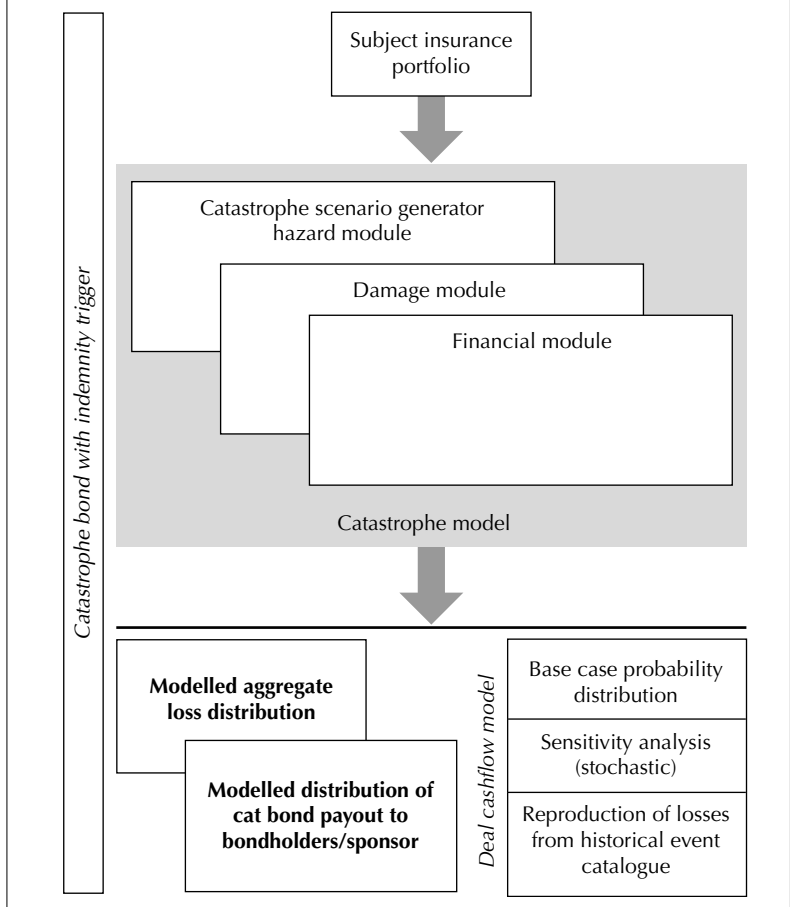 Catastrophe bond with indemnity trigger
Subject insurance
portfolio
Catastrophe scenario generator
hazard module
Damage module
Financial module
Catastrophe model
Modelled aggregate
loss distribution
Modelled distribution of
cat bond payout to
bondholders/sponsor
Deal cashflow model
Base case probability
distribution
Sensitivity analysis
(stochastic)
Reproduction of losses
from historical event
catalogue